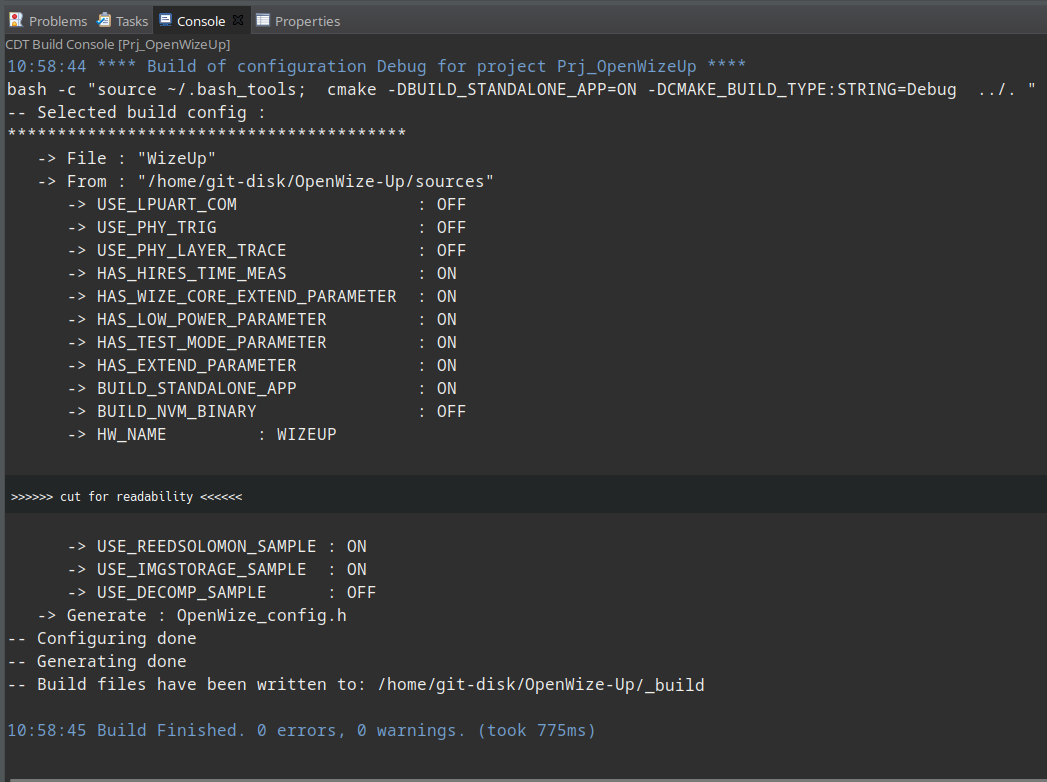 Problems Tasks Console Properties
CDT Build Console [Prj_OpenWizeUp]
10:58:44 **** Build of configuration Debug for project Prj_OpenWizeUp ****
bash -c "source ~/.bash_tools;  cmake -DBUILD_STANDALONE_APP=ON -DCMAKE_BUILD_TYPE:STRING=Debug  ../. "
-- Selected build config :
****************************************
   -> File : "WizeUp"
   -> From : "/home/git-disk/OpenWize-Up/sources"
      -> USE_LPUART_COM                  : OFF
      -> USE_PHY_TRIG                    : OFF
      -> USE_PHY_LAYER_TRACE             : OFF
      -> HAS_HIRES_TIME_MEAS             : ON
      -> HAS_WIZE_CORE_EXTEND_PARAMETER  : ON
      -> HAS_LOW_POWER_PARAMETER         : ON
      -> HAS_TEST_MODE_PARAMETER         : ON
      -> HAS_EXTEND_PARAMETER            : ON
      -> BUILD_STANDALONE_APP            : ON
      -> BUILD_NVM_BINARY                : OFF
      -> HW_NAME         : WIZEUP
>>>>>> cut for readability <<<<<<
      -> USE_REEDSOLOMON_SAMPLE : ON
      -> USE_IMGSTORAGE_SAMPLE  : ON
      -> USE_DECOMP_SAMPLE      : OFF
   -> Generate : OpenWize_config.h
-- Configuring done
-- Generating done
-- Build files have been written to: /home/git-disk/OpenWize-Up/_build
10:58:45 Build Finished. 0 errors, 0 warnings. (took 775ms)